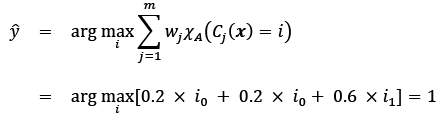 ŷ = arg max_i ∑_{j=1}^{m} w_j χ_A (C_j(x) = i)
= arg max_i [0.2 × i_0 + 0.2 × i_0 + 0.6 × i_1] = 1